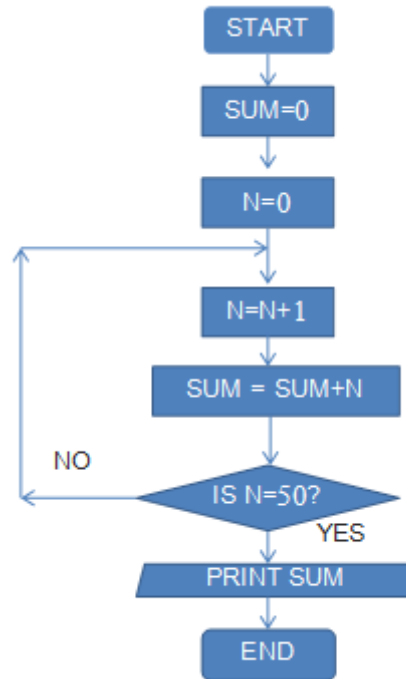 START
SUM=0
N=0
N=N+1
SUM = SUM+N
NO
IS N=50?
YES
PRINT SUM
END